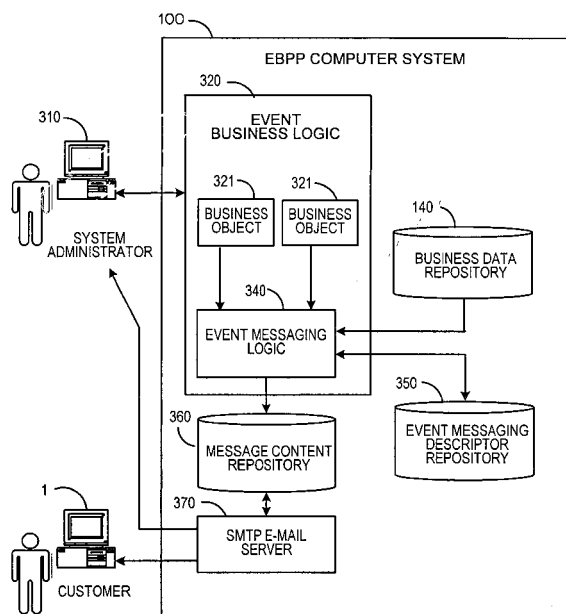 100
EBPP COMPUTER SYSTEM
320
EVENT
BUSINESS LOGIC
310
SYSTEM
ADMINISTRATOR
321
BUSINESS
OBJECT
321
BUSINESS
OBJECT
140
BUSINESS DATA
REPOSITORY
340
EVENT MESSAGING
LOGIC
350
EVENT MESSAGING
DESCRIPTOR
REPOSITORY
360
MESSAGE CONTENT
REPOSITORY
370
SMTP E-MAIL
SERVER
1
CUSTOMER